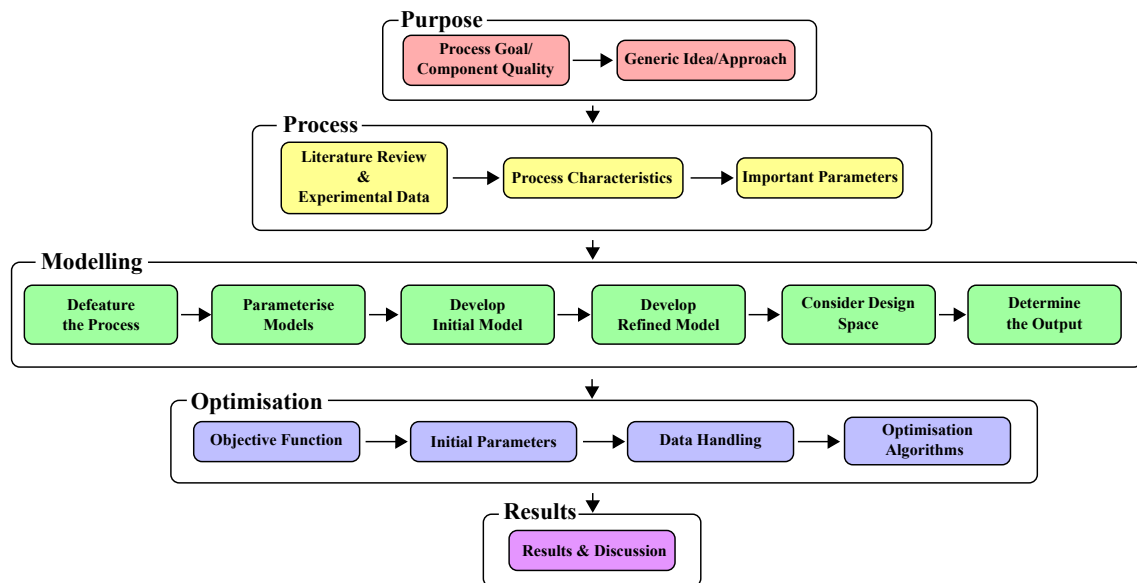 Purpose
Process Goal/
Component Quality
Generic Idea/Approach
Process
Literature Review
&
Experimental Data
Process Characteristics
Important Parameters
Modelling
Defeature
the Process
Parameterise
Models
Develop
Initial Model
Develop
Refined Model
Consider Design
Space
Determine
the Output
Optimisation
Objective Function
Initial Parameters
Data Handling
Optimisation
Algorithms
Results
Results & Discussion